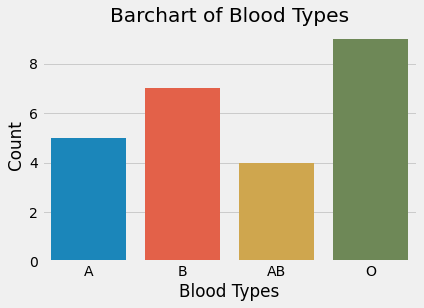 Barchart of Blood Types
Count
8
6
4
2
0
A B AB O
Blood Types